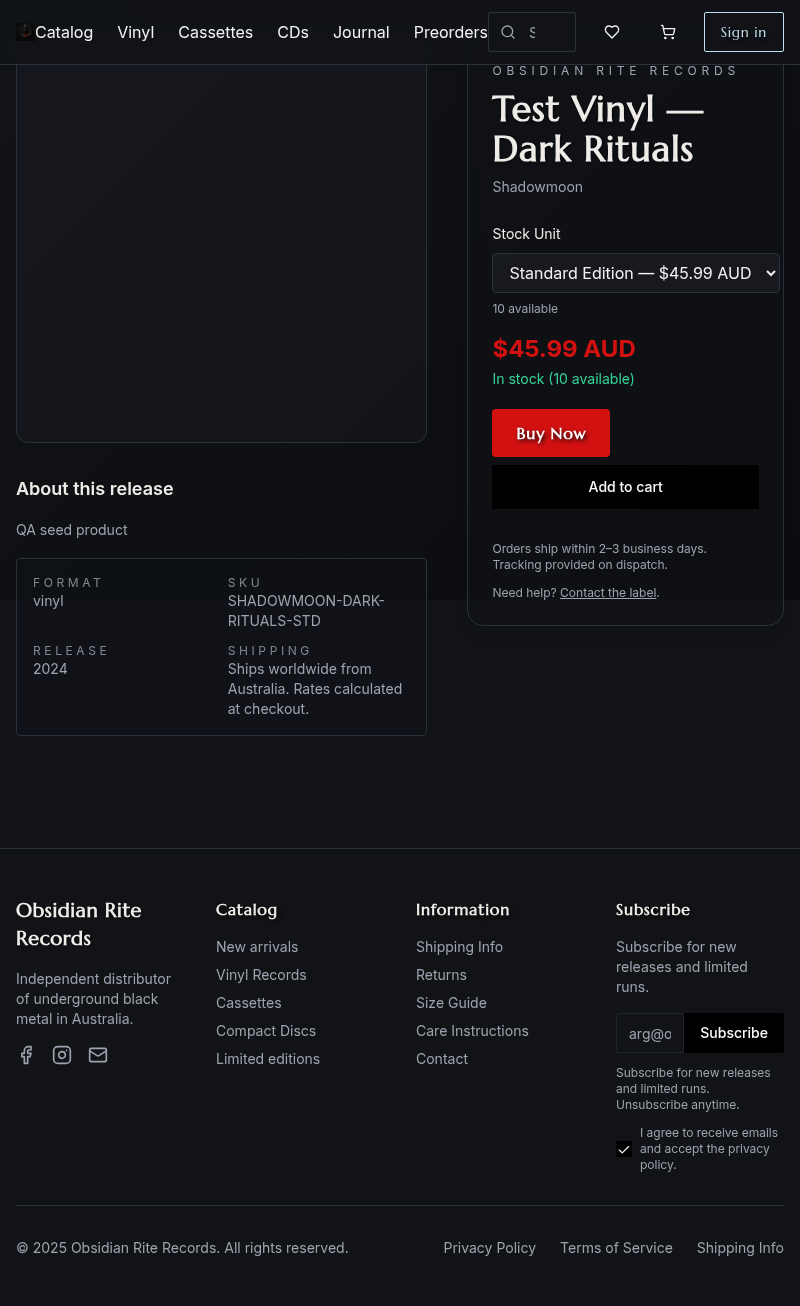 Catalog Vinyl Cassettes CDs Journal Preorders S Sign in
OBSIDIAN RITE RECORDS
Test Vinyl —
Dark Rituals
Shadowmoon
Stock Unit
Standard Edition — $45.99 AUD
10 available
$45.99 AUD
In stock (10 available)
Buy Now
Add to cart
Orders ship within 2–3 business days.
Tracking provided on dispatch.
Need help? Contact the label.
About this release
QA seed product
FORMAT
vinyl
SKU
SHADOWMOON-DARK-
RITUALS-STD
RELEASE
2024
SHIPPING
Ships worldwide from
Australia. Rates calculated
at checkout.
Obsidian Rite
Records
Independent distributor
of underground black
metal in Australia.
Catalog
New arrivals
Vinyl Records
Cassettes
Compact Discs
Limited editions
Information
Shipping Info
Returns
Size Guide
Care Instructions
Contact
Subscribe
Subscribe for new
releases and limited
runs.
arg@o Subscribe
Subscribe for new releases
and limited runs.
Unsubscribe anytime.
I agree to receive emails
and accept the privacy
policy.
© 2025 Obsidian Rite Records. All rights reserved.
Privacy Policy Terms of Service Shipping Info